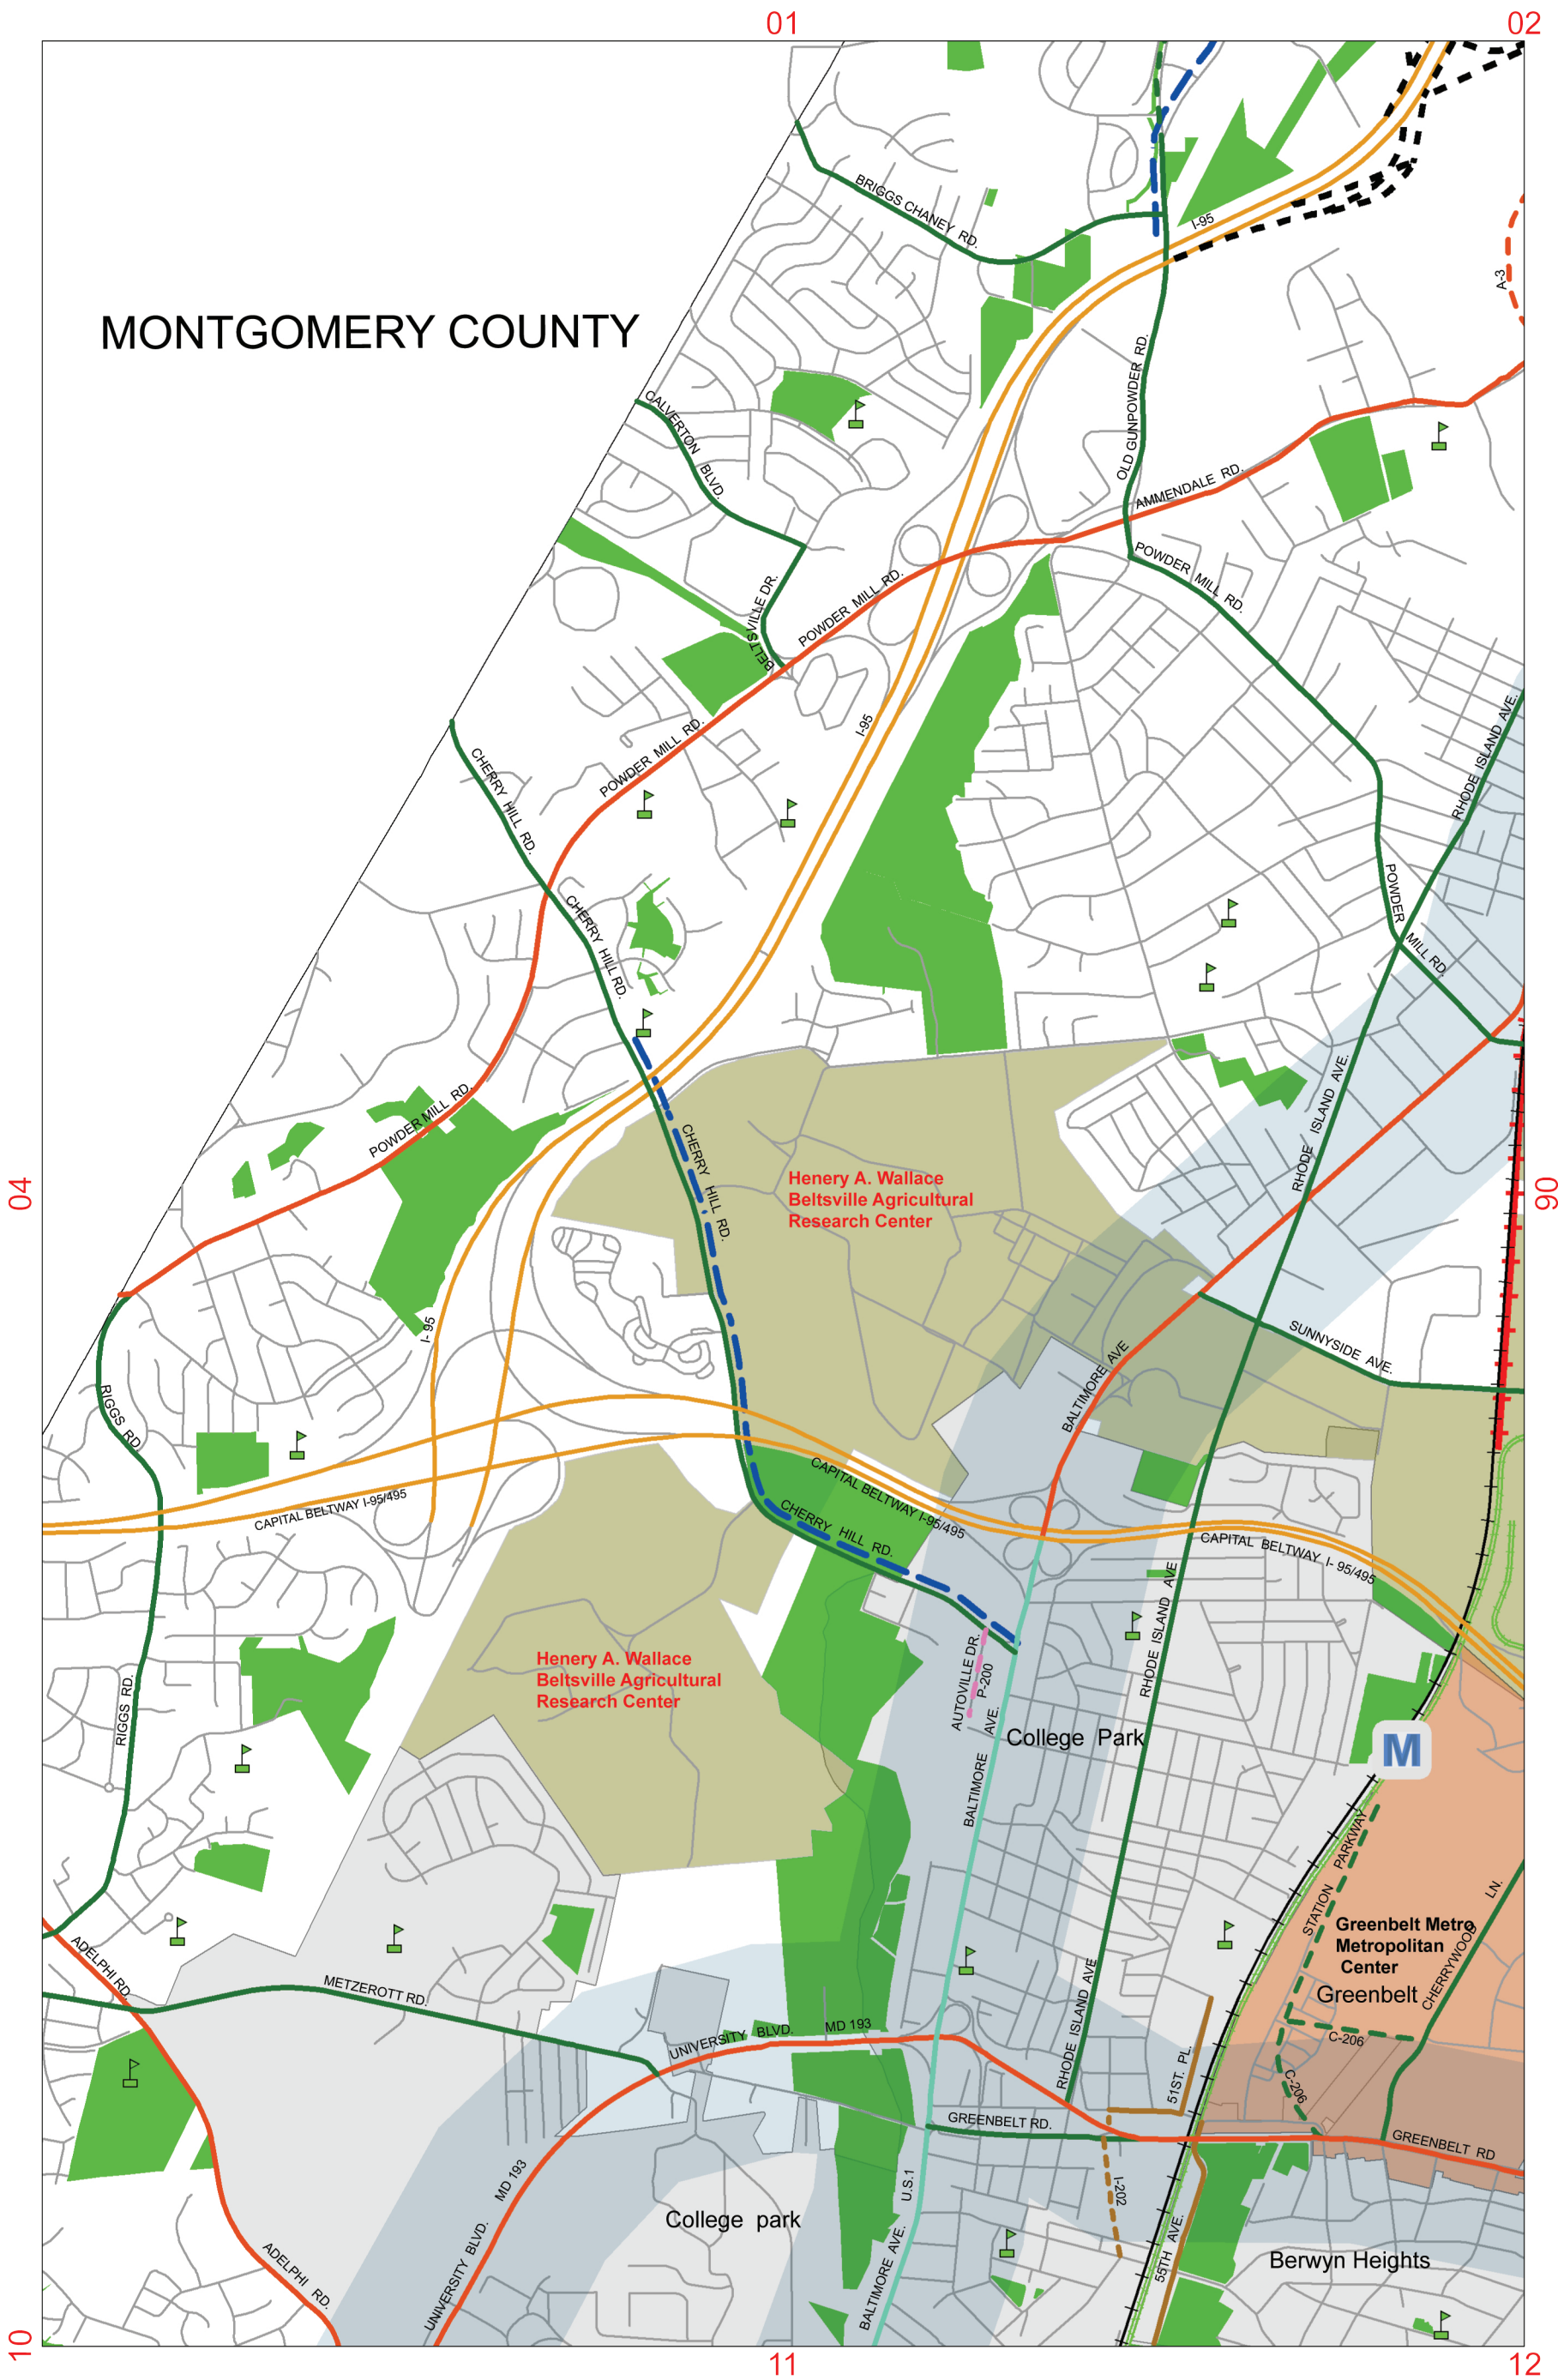 01
02
BRIGGS CHANEY RD.
I-95
A-3
MONTGOMERY COUNTY
OLD GUNPOWDER RD.
CALVERTON BLVD.
AMMENDALE RD.
POWDER MILL RD.
POWDER MILL RD.
BELTSVILLE DR.
RHODE ISLAND AVE.
I-95
POWDER MILL RD.
CHERRY HILL RD.
CHERRY HILL RD.
POWDER MILL RD.
RHODE ISLAND AVE.
POWDER MILL RD.
CHERRY HILL RD.
04
06
Henery A. Wallace
Beltsville Agricultural
Research Center
I- 95
SUNNYSIDE AVE.
BALTIMORE AVE
RIGGS RD.
CAPITAL BELTWAY I-95/495
CAPITAL BELTWAY I-95/495
CHERRY HILL RD.
CAPITAL BELTWAY I- 95/495
RHODE ISLAND AVE
AUTOVILLE DR.
P-200
Henery A. Wallace
Beltsville Agricultural
Research Center
RIGGS RD.
BALTIMORE AVE.
College Park
M
STATION PARKWAY
CHERRYWOOD LN.
Greenbelt Metro
Metropolitan
Center
Greenbelt
ADELPHI RD.
METZEROTT RD.
UNIVERSITY BLVD. MD 193
RHODE ISLAND AVE
C-206
C-206
51ST. PL.
GREENBELT RD.
GREENBELT RD
MD 193
U.S.1
I-202
College park
55TH AVE.
Berwyn Heights
ADELPHI RD.
UNIVERSITY BLVD.
BALTIMORE AVE.
10
11
12